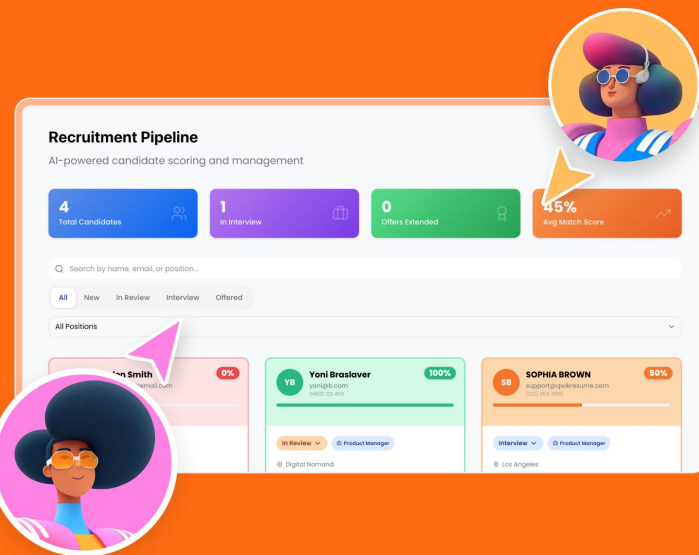 Recruitment Pipeline
AI-powered candidate scoring and management
4
Total Candidates
1
In Interview
0
Offers Extended
45%
Avg Match Score
Search by name, email, or position...
All New In Review Interview Offered
All Positions
Smith
0%
Yoni Braslaver
100%
YB
yoni@b.com
SOPHIA BROWN
50%
SB
support@qwikresume.com
In Review
Product Manager
Interview
Product Manager
Digital Nomand
Los Angeles